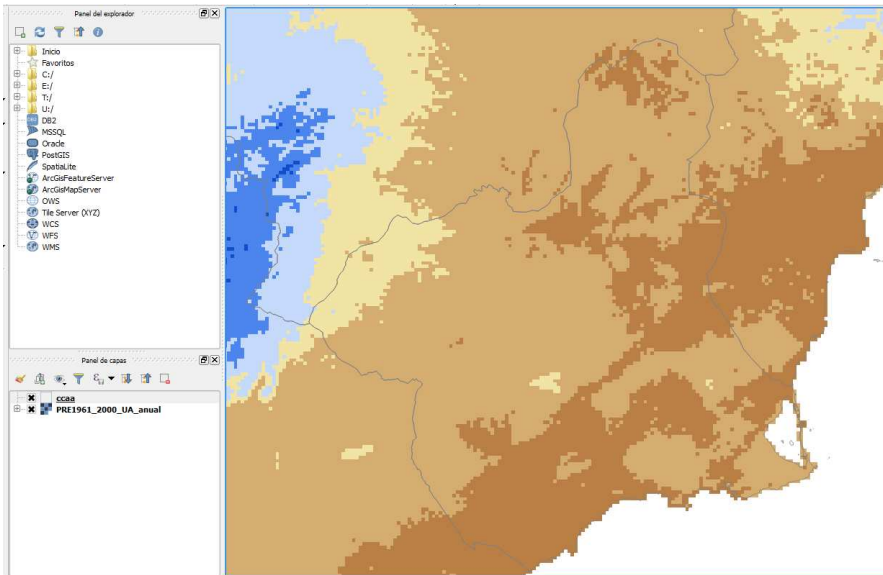 Panel del explorador
Inicio
Favoritos
C:/
E:/
T:/
U:/
DB2
MSSQL
Oracle
PostGIS
SpatiaLite
ArcGisFeatureServer
ArcGisMapServer
OWS
Tile Server (XYZ)
WCS
WFS
WMS
Panel de capas
ccaa
PRE1961_2000_UA_anual